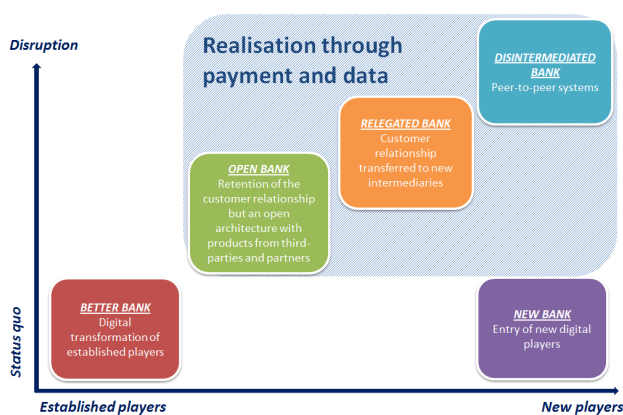 Disruption
Realisation through
payment and data
DISINTERMEDIATED
BANK
Peer-to-peer systems
RELEGATED BANK
Customer
relationship
transferred to new
intermediaries
OPEN BANK
Retention of the
customer relationship
but an open
architecture with
products from third-
parties and partners
BETTER BANK
Digital
transformation of
established players
NEW BANK
Entry of new digital
players
Status quo
Established players
New players